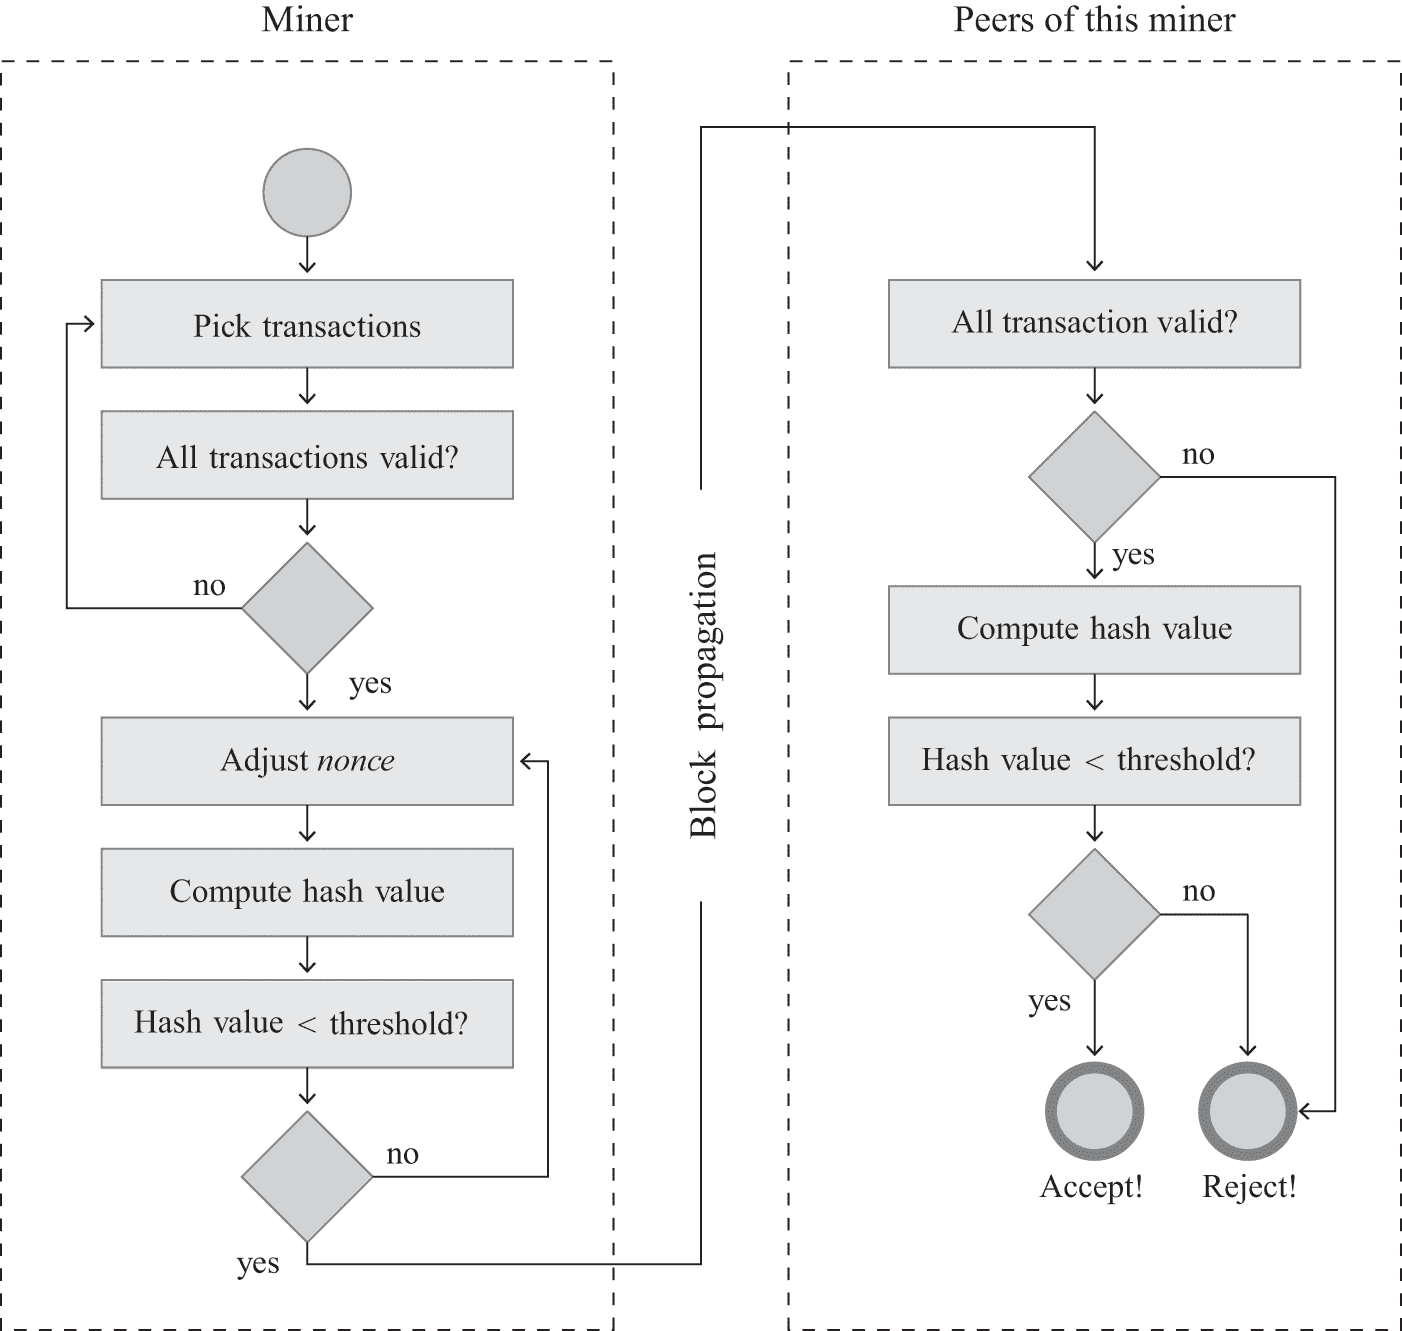 Miner
Pick transactions
All transactions valid?
no
yes
Adjust nonce
Compute hash value
Hash value < threshold?
no
yes
Block propagation
Peers of this miner
All transaction valid?
no
yes
Compute hash value
Hash value < threshold?
no
yes
Accept!
Reject!